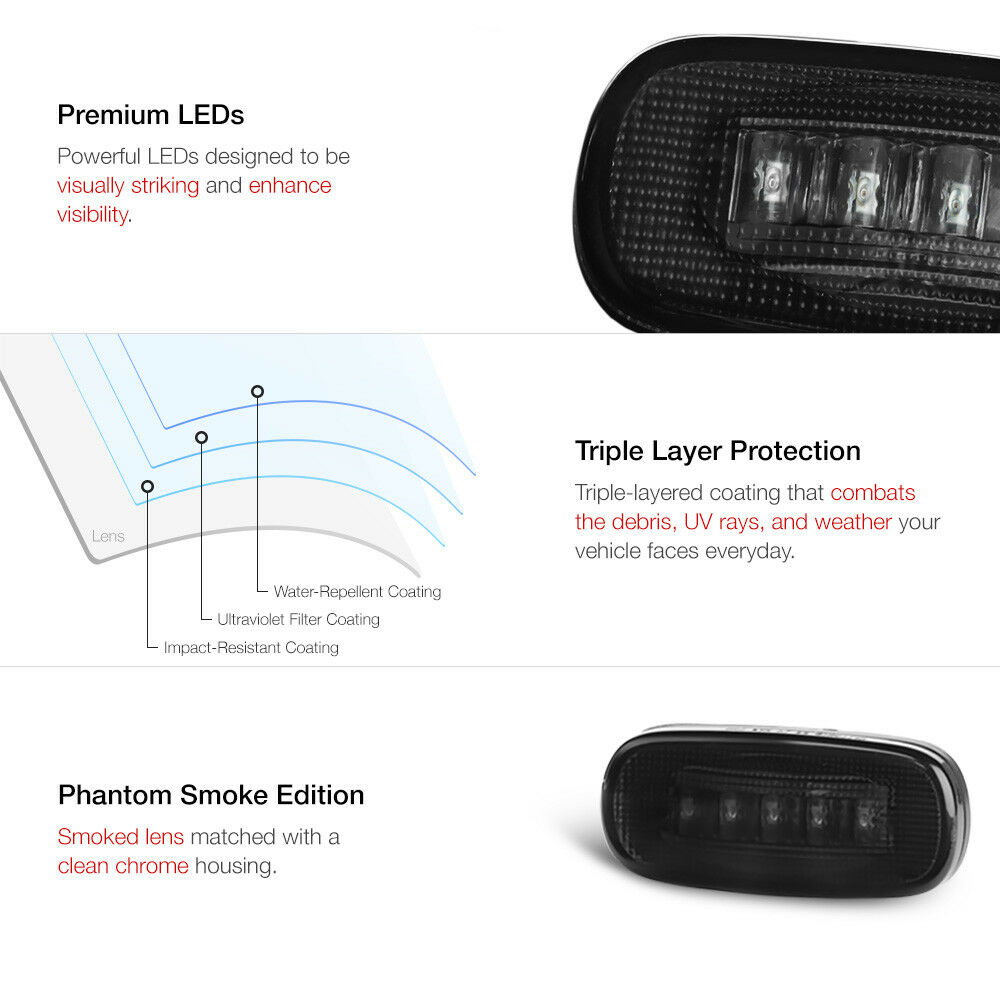 Premium LEDs
Powerful LEDs designed to be
visually striking and enhance
visibility.
Lens
Water-Repellent Coating
Ultraviolet Filter Coating
Impact-Resistant Coating
Triple Layer Protection
Triple-layered coating that combats
the debris, UV rays, and weather your
vehicle faces everyday.
Phantom Smoke Edition
Smoked lens matched with a
clean chrome housing.